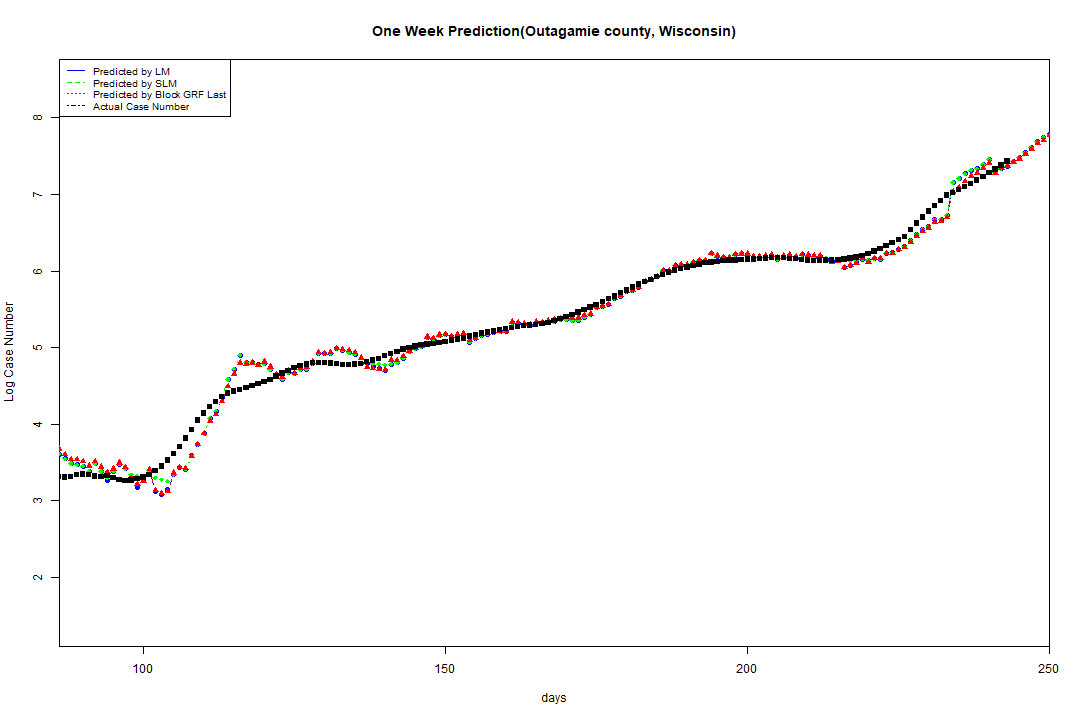 One Week Prediction(Outagamie county, Wisconsin)
Predicted by LM
Predicted by SLM
Predicted by Block GRF Last
Actual Case Number
8
7
6
5
4
3
2
Log Case Number
100
150
200
250
days